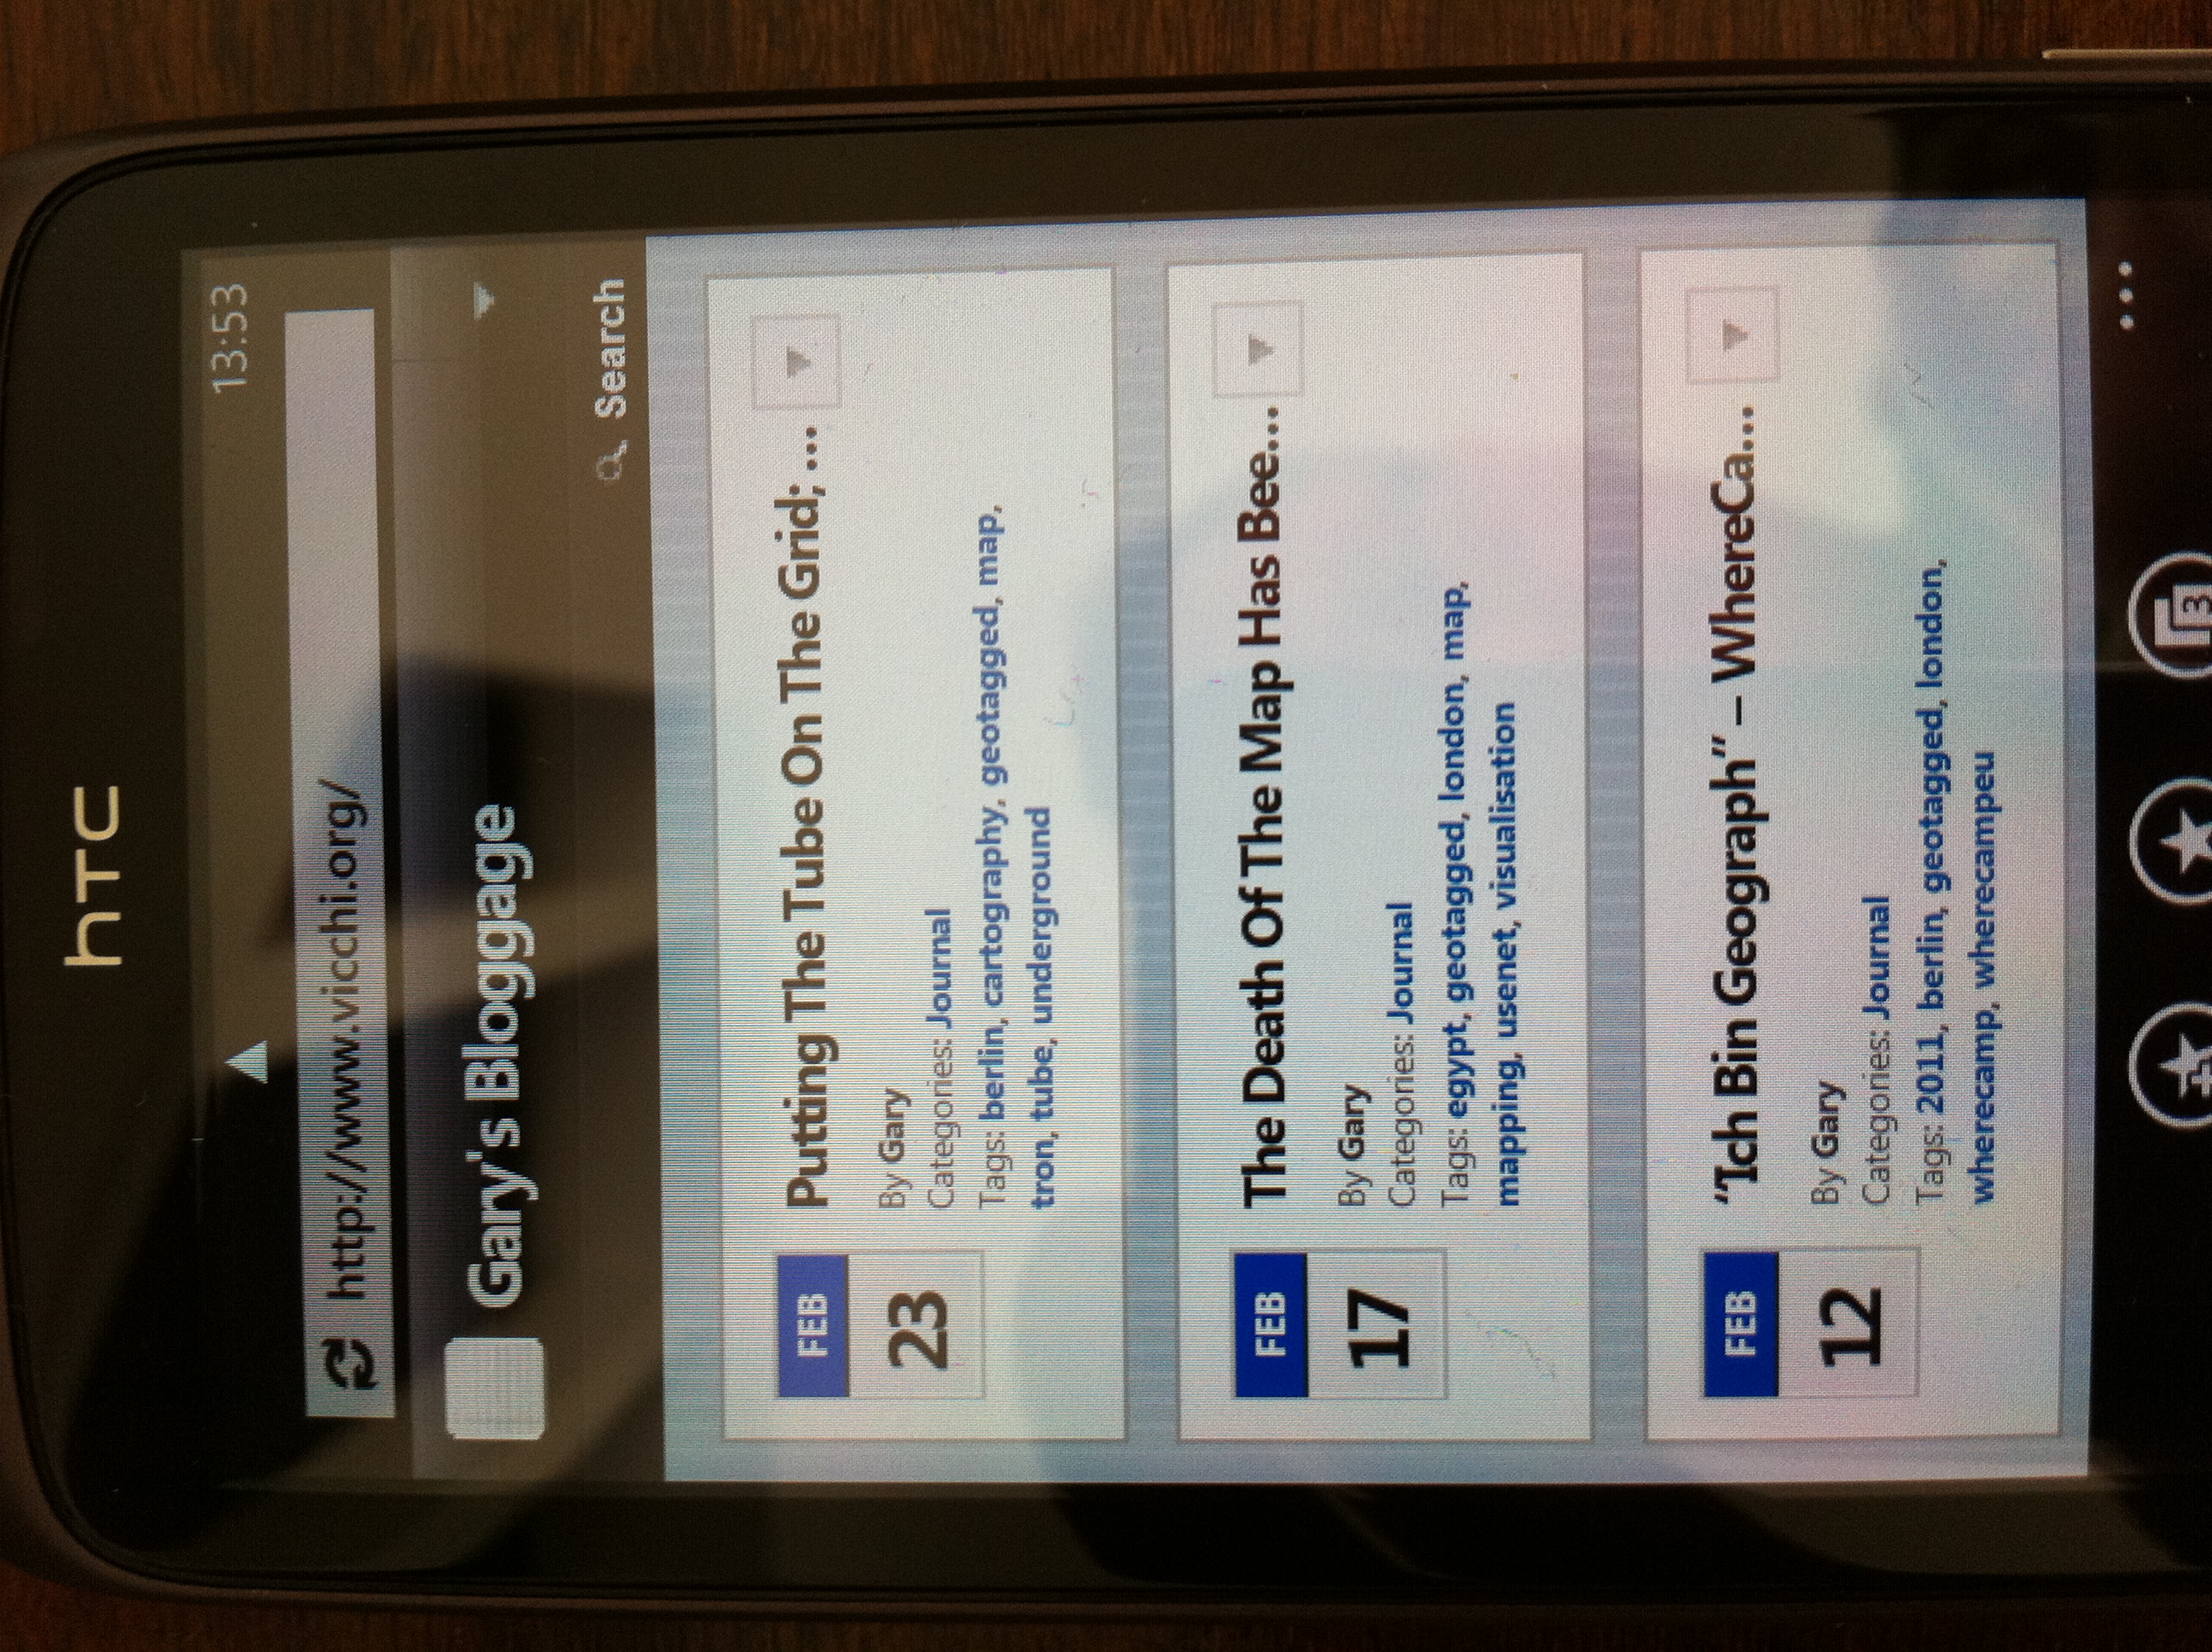 hTC
13:53
http://www.vicchi.org/
Gary's Bloggage
Search
FEB
23
Putting The Tube On The Grid; ...
By Gary
Categories: Journal
Tags: berlin, cartography, geotagged, map,
tron, tube, underground
FEB
17
The Death Of The Map Has Bee...
By Gary
Categories: Journal
Tags: egypt, geotagged, london, map,
mapping, usenet, visualisation
FEB
12
“Ich Bin Geograph” – WhereCa...
By Gary
Categories: Journal
Tags: 2011, berlin, geotagged, london,
wherecamp, wherecampeu
3